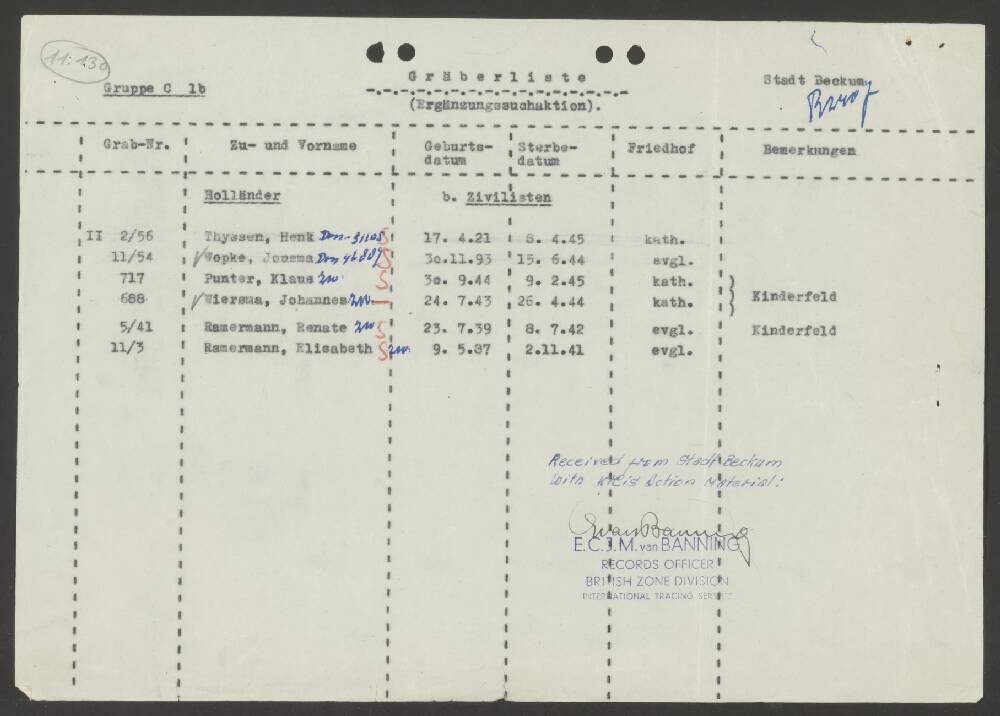 11:130
Gruppe C 1b
Gräberliste
(Ergänzungssuchaktion).
Stadt Beckum
Grab-Nr. Zu- und Vorname Geburts-datum Sterbe-datum Friedhof Bemerkungen
Holländer b. Zivilisten
II 2/56 Thyssen, Henk S 17. 4.21 8. 4.45 kath.
11/54 √ Wopke, Jousma S 30.11.93 15. 6.44 evgl.
717 Punter, Klaus S 30. 9.44 9. 2.45 kath.
688 √ Wiersma, Johannes 24. 7.43 26. 4.44 kath. } Kinderfeld
5/41 Ramermann, Renate S 23. 7.39 8. 7.42 evgl. Kinderfeld
11/3 Ramermann, Elisabeth S 9. 5.37 2.11.41 evgl.
Received from Stadt Beckum
with Kreis Action Material:
EvanBanning
E.C.J.M. van BANNING
RECORDS OFFICER
BRITISH ZONE DIVISION
INTERNATIONAL TRACING SERVICE